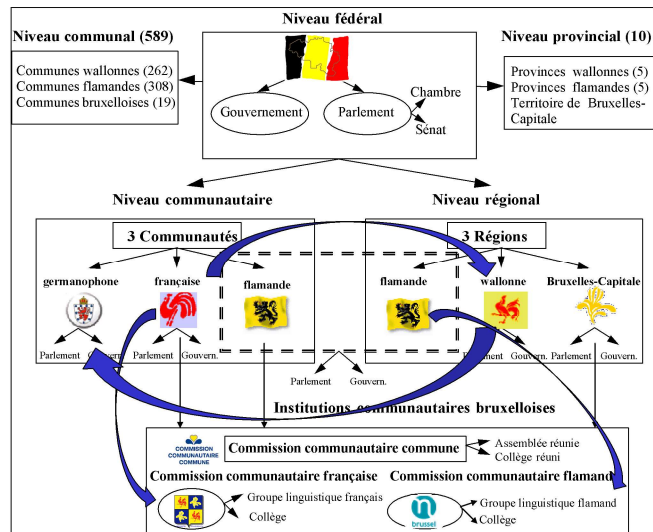 Niveau fédéral
Niveau communal (589)
Niveau provincial (10)
Communes wallonnes (262)
Communes flamandes (308)
Communes bruxelloises (19)
Provinces wallonnes (5)
Provinces flamandes (5)
Territoire de Bruxelles-
Capitale
Gouvernement
Parlement
Chambre
Sénat
Niveau communautaire
Niveau régional
3 Communautés
3 Régions
germanophone
française
flamande
flamande
wallonne
Bruxelles-Capitale
Parlement
Gouvern.
Parlement
Gouvern.
Parlement
Gouvern.
Parlement
Gouvern.
Parlement
Gouvern.
Institutions communautaires bruxelloises
COMMISSION
COMMUNAUTAIRE
COMMUNE
Commission communautaire commune
Assemblée réunie
Collège réuni
Commission communautaire française
Commission communautaire flamand
Groupe linguistique français
Collège
n
brussel
Groupe linguistique flamand
Collège